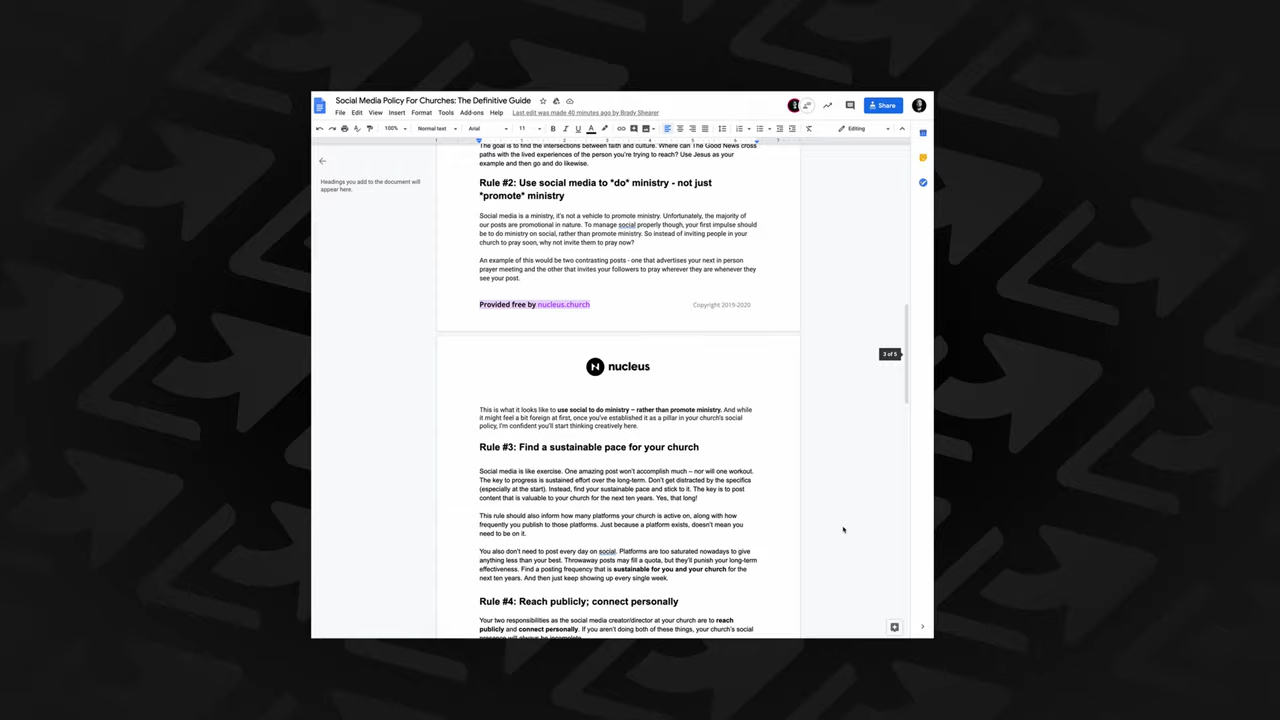 Social Media Policy For Churches: The Definitive Guide
File Edit View Insert Format Tools Add-ons Help Last edit was made 40 minutes ago by Brady Shearer
Share
100% Normal text Arial 11 B I U A Editing
Headings you add to the document will
appear here.
The goal is to find the intersections between faith and culture. Where can The Good News cross
paths with the lived experiences of the person you're trying to reach? Use Jesus as your
example and then go and do likewise.
Rule #2: Use social media to *do* ministry - not just
*promote* ministry
Social media is a ministry, it's not a vehicle to promote ministry. Unfortunately, the majority of
our posts are promotional in nature. To manage social properly though, your first impulse should
be to do ministry on social, rather than promote ministry. So instead of inviting people in your
church to pray soon, why not invite them to pray now?
An example of this would be two contrasting posts - one that advertises your next in person
prayer meeting and the other that invites your followers to pray wherever they are whenever they
see your post.
Provided free by nucleus.church Copyright 2019-2020
3 of 5
nucleus
This is what it looks like to use social to do ministry – rather than promote ministry. And while
it might feel a bit foreign at first, once you've established it as a pillar in your church's social
policy, I'm confident you'll start thinking creatively here.
Rule #3: Find a sustainable pace for your church
Social media is like exercise. One amazing post won't accomplish much – nor will one workout.
The key to progress is sustained effort over the long-term. Don't get distracted by the specifics
(especially at the start). Instead, find your sustainable pace and stick to it. The key is to post
content that is valuable to your church for the next ten years. Yes, that long!
This rule should also inform how many platforms your church is active on, along with how
frequently you publish to those platforms. Just because a platform exists, doesn't mean you
need to be on it.
You also don't need to post every day on social. Platforms are too saturated nowadays to give
anything less than your best. Throwaway posts may fill a quota, but they'll punish your long-term
effectiveness. Find a posting frequency that is sustainable for you and your church for the
next ten years. And then just keep showing up every single week.
Rule #4: Reach publicly; connect personally
Your two responsibilities as the social media creator/director at your church are to reach
publicly and connect personally. If you aren't doing both of these things, your church's social
presence will always be incomplete.